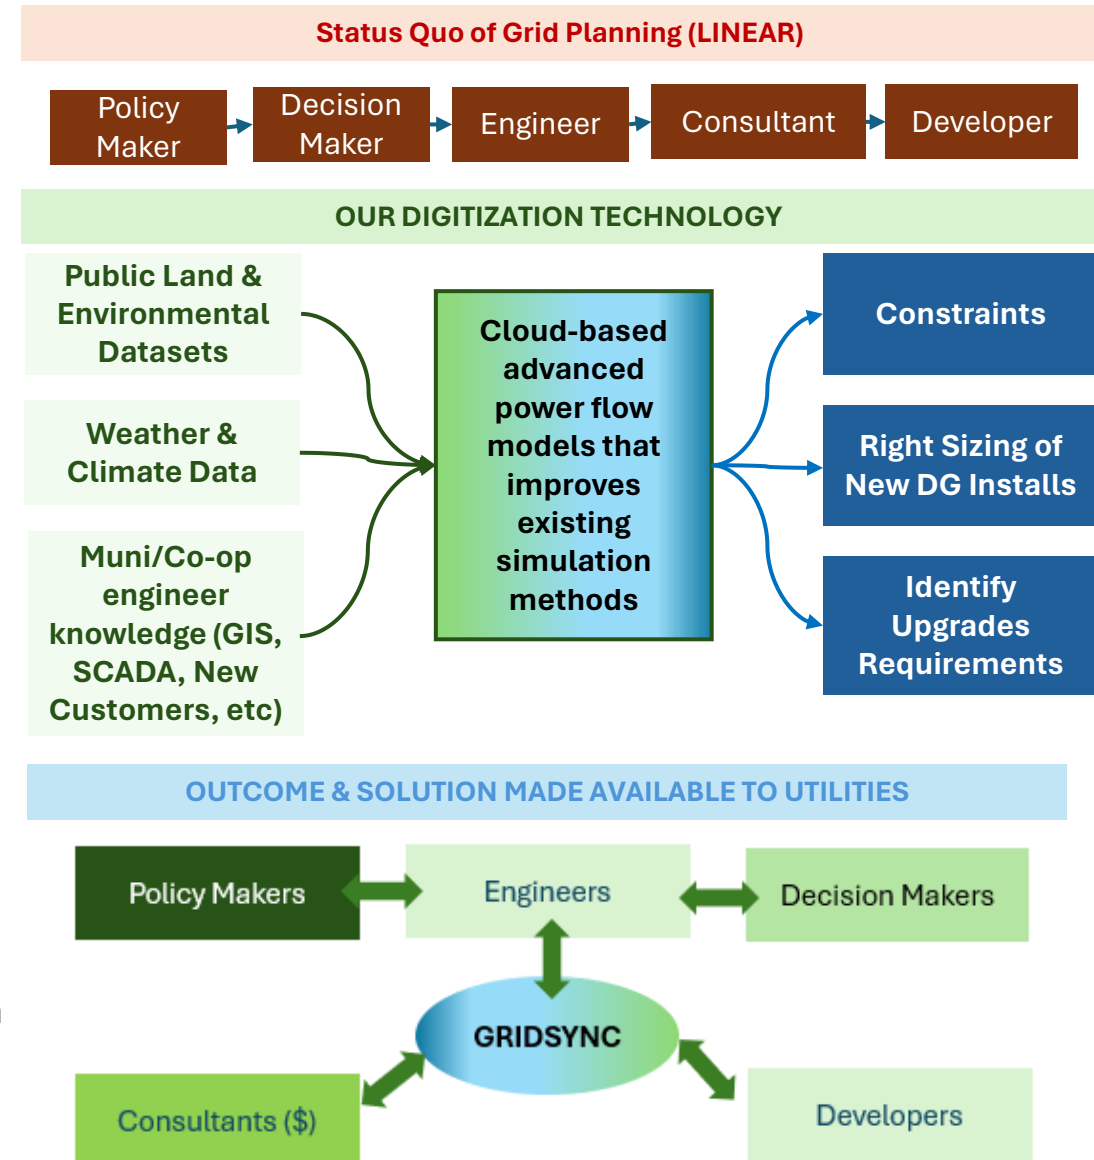 Status Quo of Grid Planning (LINEAR)
Policy
Maker
Decision
Maker
Engineer
Consultant
Developer
OUR DIGITIZATION TECHNOLOGY
Public Land &
Environmental
Datasets
Weather &
Climate Data
Muni/Co-op
engineer
knowledge (GIS,
SCADA, New
Customers, etc)
Cloud-based
advanced
power flow
models that
improves
existing
simulation
methods
Constraints
Right Sizing of
New DG Installs
Identify
Upgrades
Requirements
OUTCOME & SOLUTION MADE AVAILABLE TO UTILITIES
Policy Makers
Engineers
Decision Makers
GRIDSYNC
Consultants ($)
Developers